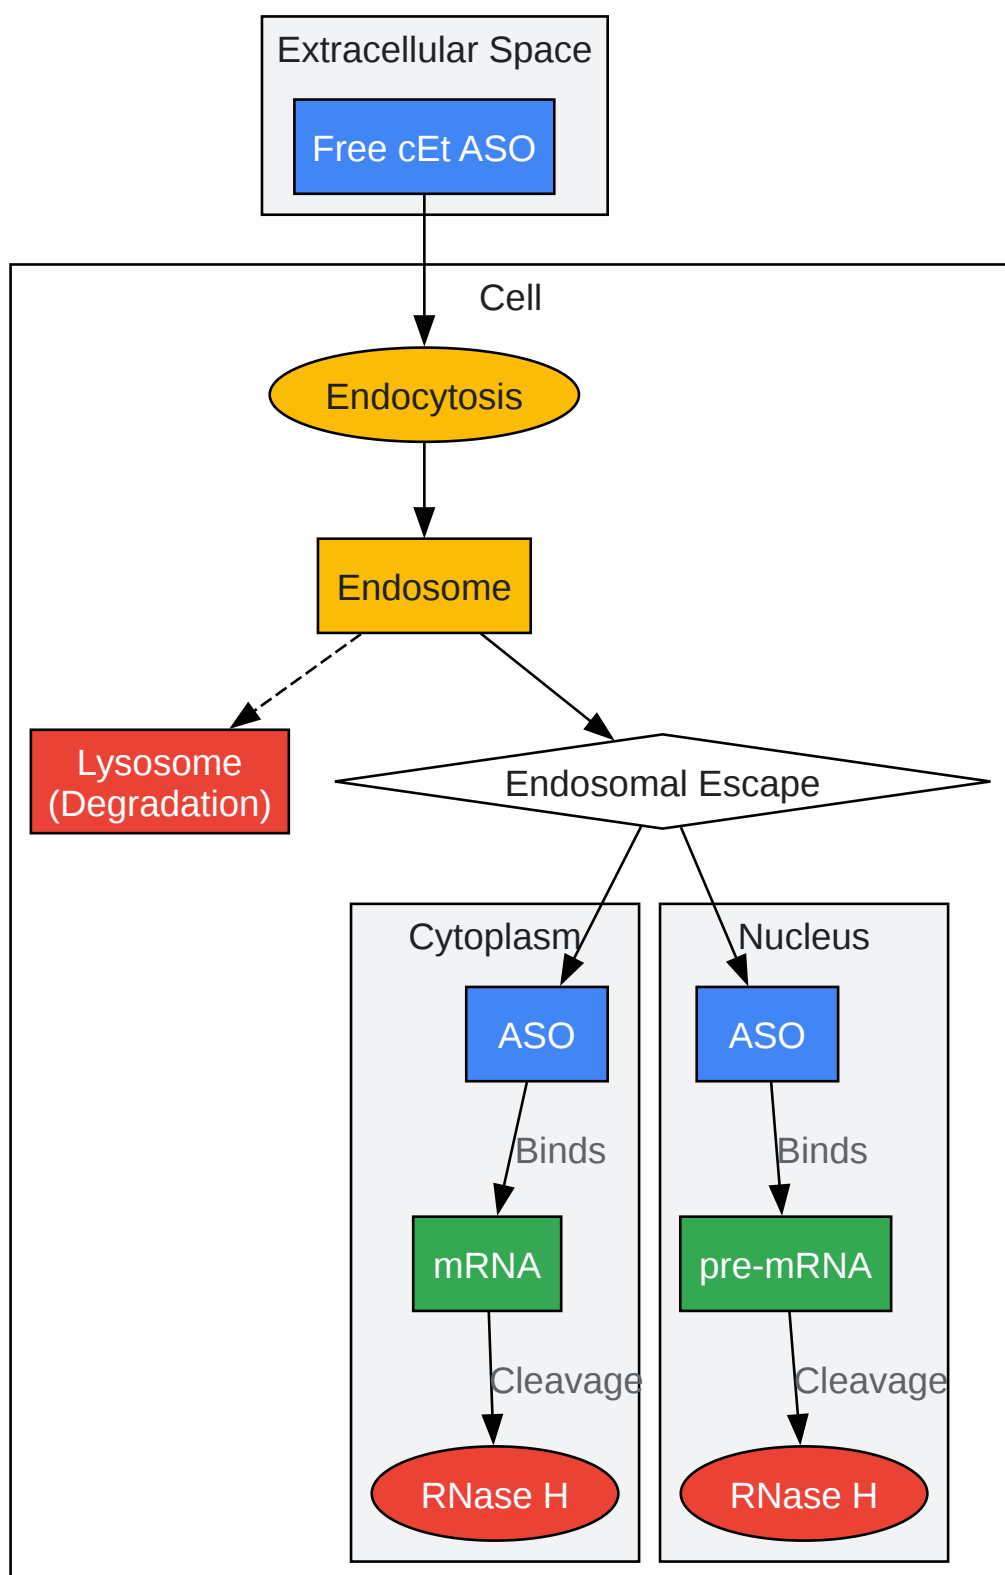 Extracellular Space
Free cEt ASO
Cell
Endocytosis
Endosome
Lysosome
(Degradation)
Endosomal Escape
Cytoplasm
Nucleus
ASO
ASO
Binds
Binds
mRNA
pre-mRNA
Cleavage
Cleavage
RNase H
RNase H